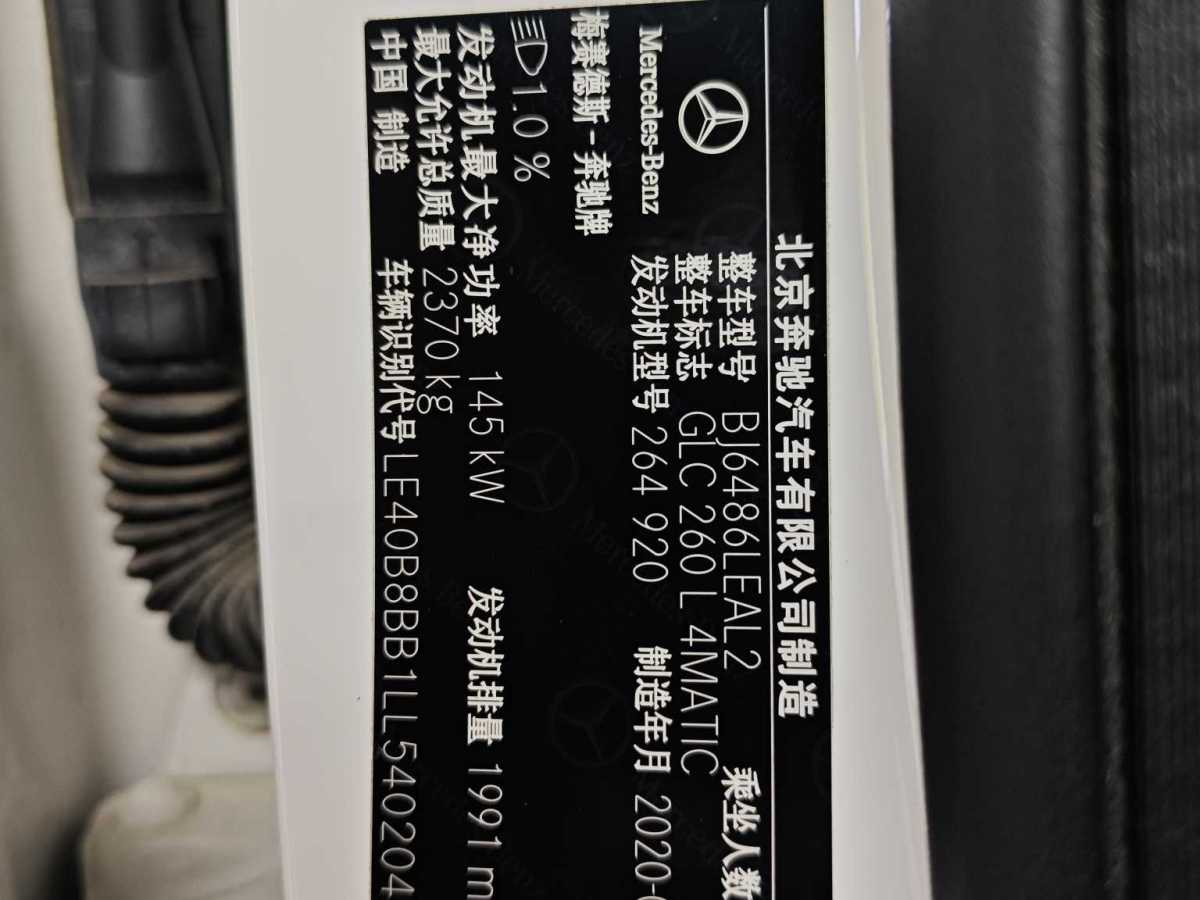 北京奔驰汽车有限公司制造
整车型号 BJ6486LEAL2 乘坐人数
整车标志 GLC 260 L 4MATIC
Mercedes-Benz 发动机型号 264 920 制造年月 2020-
梅赛德斯-奔驰牌
1.0 %
发动机最大净功率 145 kW 发动机排量 1991 m
最大允许总质量 2370 kg
中国 制造 车辆识别代号 LE40B8BB1LL540204